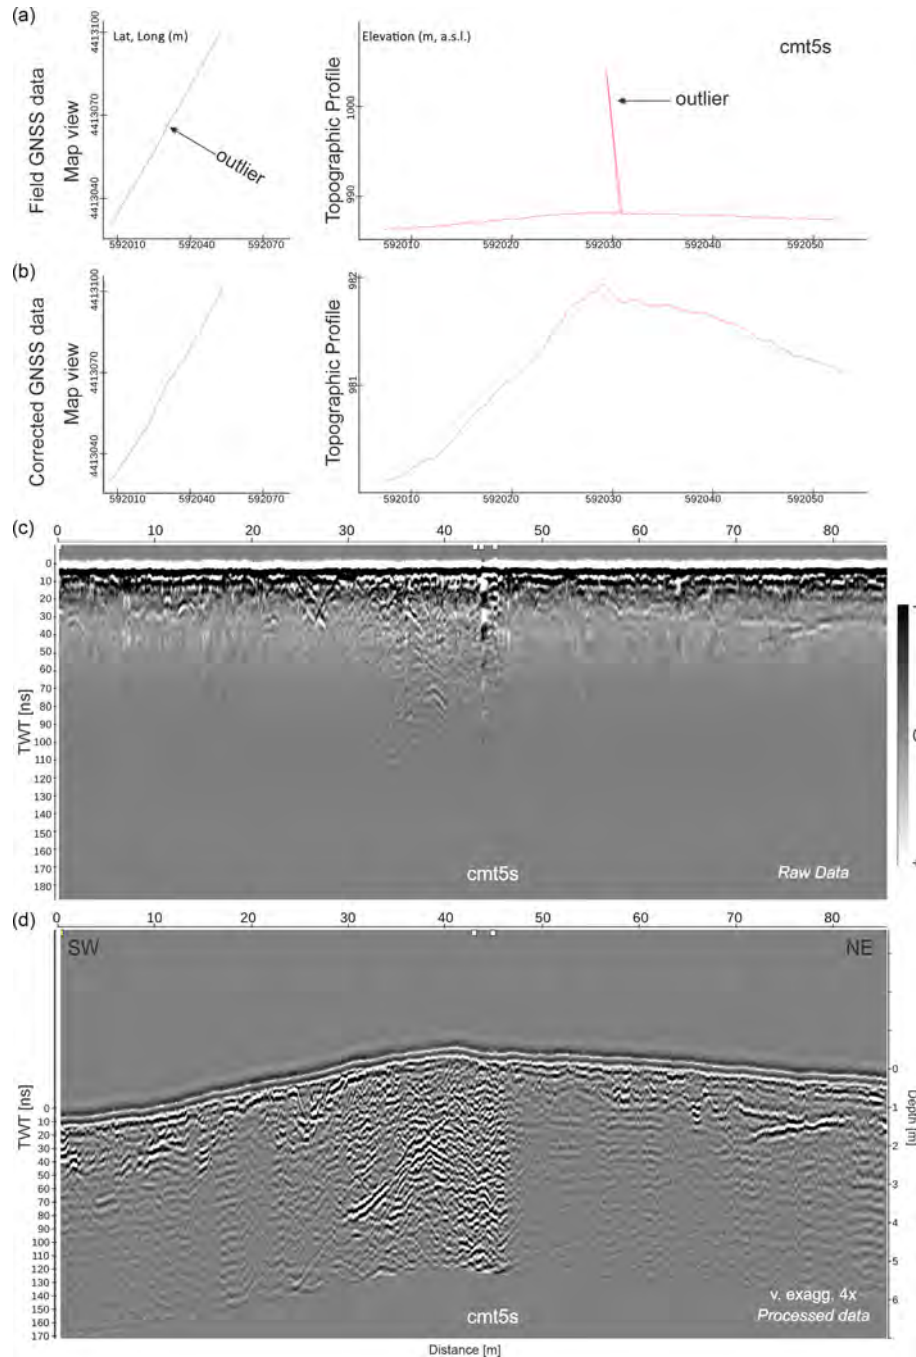 (a)
Field GNSS data
Map view
4413100
4413070
4413040
Lat, Long (m)
outlier
592010
592040
592070
Topographic Profile
1000
990
Elevation (m, a.s.l.)
cmt5s
outlier
592010
592020
592030
592040
592050
(b)
Corrected GNSS data
Map view
4413100
4413070
4413040
592010
592040
592070
Topographic Profile
982
981
592010
592020
592030
592040
592050
(c)
0 10 20 30 40 50 60 70 80
TWT [ns]
0
10
20
30
40
50
60
70
80
90
100
110
120
130
140
150
160
170
180
cmt5s
Raw Data
(d)
0 10 20 30 40 50 60 70 80
SW
NE
TWT [ns]
0
10
20
30
40
50
60
70
80
90
100
110
120
130
140
150
160
170
0
1
2
3
4
5
6
Depth [m]
v. exagg. 4x
cmt5s
Processed data
Distance [m]